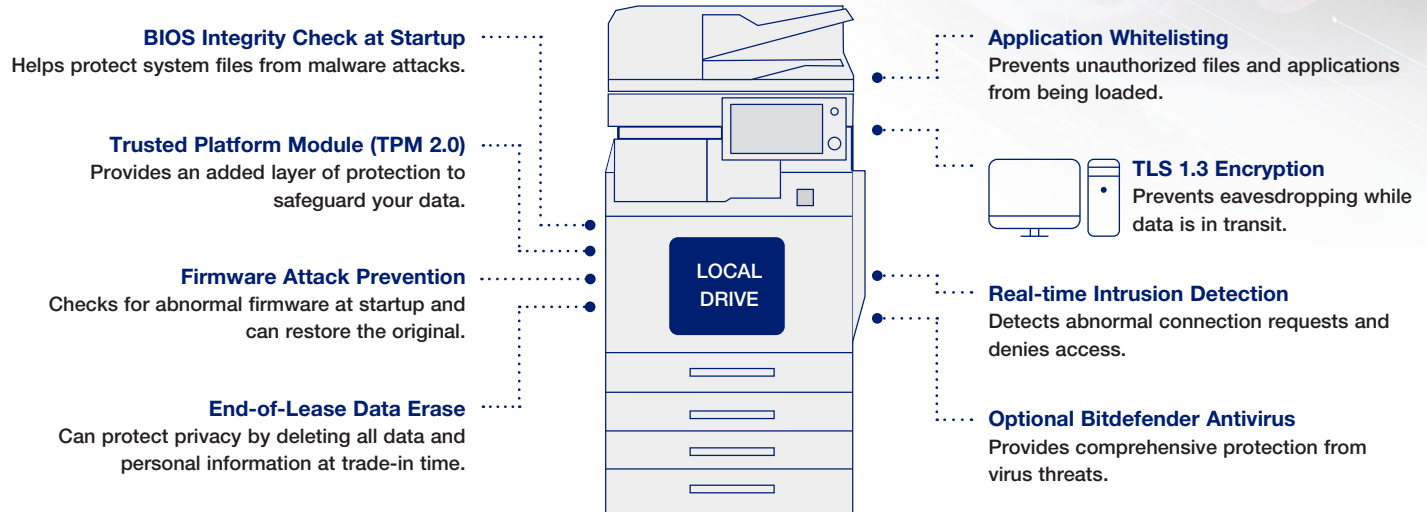 BIOS Integrity Check at Startup
Helps protect system files from malware attacks.
Trusted Platform Module (TPM 2.0)
Provides an added layer of protection to
safeguard your data.
Firmware Attack Prevention
Checks for abnormal firmware at startup and
can restore the original.
End-of-Lease Data Erase
Can protect privacy by deleting all data and
personal information at trade-in time.
LOCAL
DRIVE
Application Whitelisting
Prevents unauthorized files and applications
from being loaded.
TLS 1.3 Encryption
Prevents eavesdropping while
data is in transit.
Real-time Intrusion Detection
Detects abnormal connection requests and
denies access.
Optional Bitdefender Antivirus
Provides comprehensive protection from
virus threats.